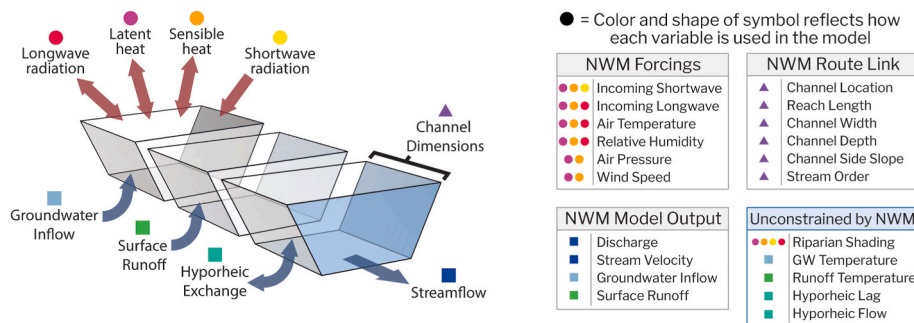 Longwave
radiation
Latent
heat
Sensible
heat
Shortwave
radiation
Channel
Dimensions
Groundwater
Inflow
Surface
Runoff
Hyporheic
Exchange
Streamflow
= Color and shape of symbol reflects how
each variable is used in the model
NWM Forcings
Incoming Shortwave
Incoming Longwave
Air Temperature
Relative Humidity
Air Pressure
Wind Speed
NWM Route Link
Channel Location
Reach Length
Channel Width
Channel Depth
Channel Side Slope
Stream Order
NWM Model Output
Discharge
Stream Velocity
Groundwater Inflow
Surface Runoff
Unconstrained by NWM
Riparian Shading
GW Temperature
Runoff Temperature
Hyporheic Lag
Hyporheic Flow